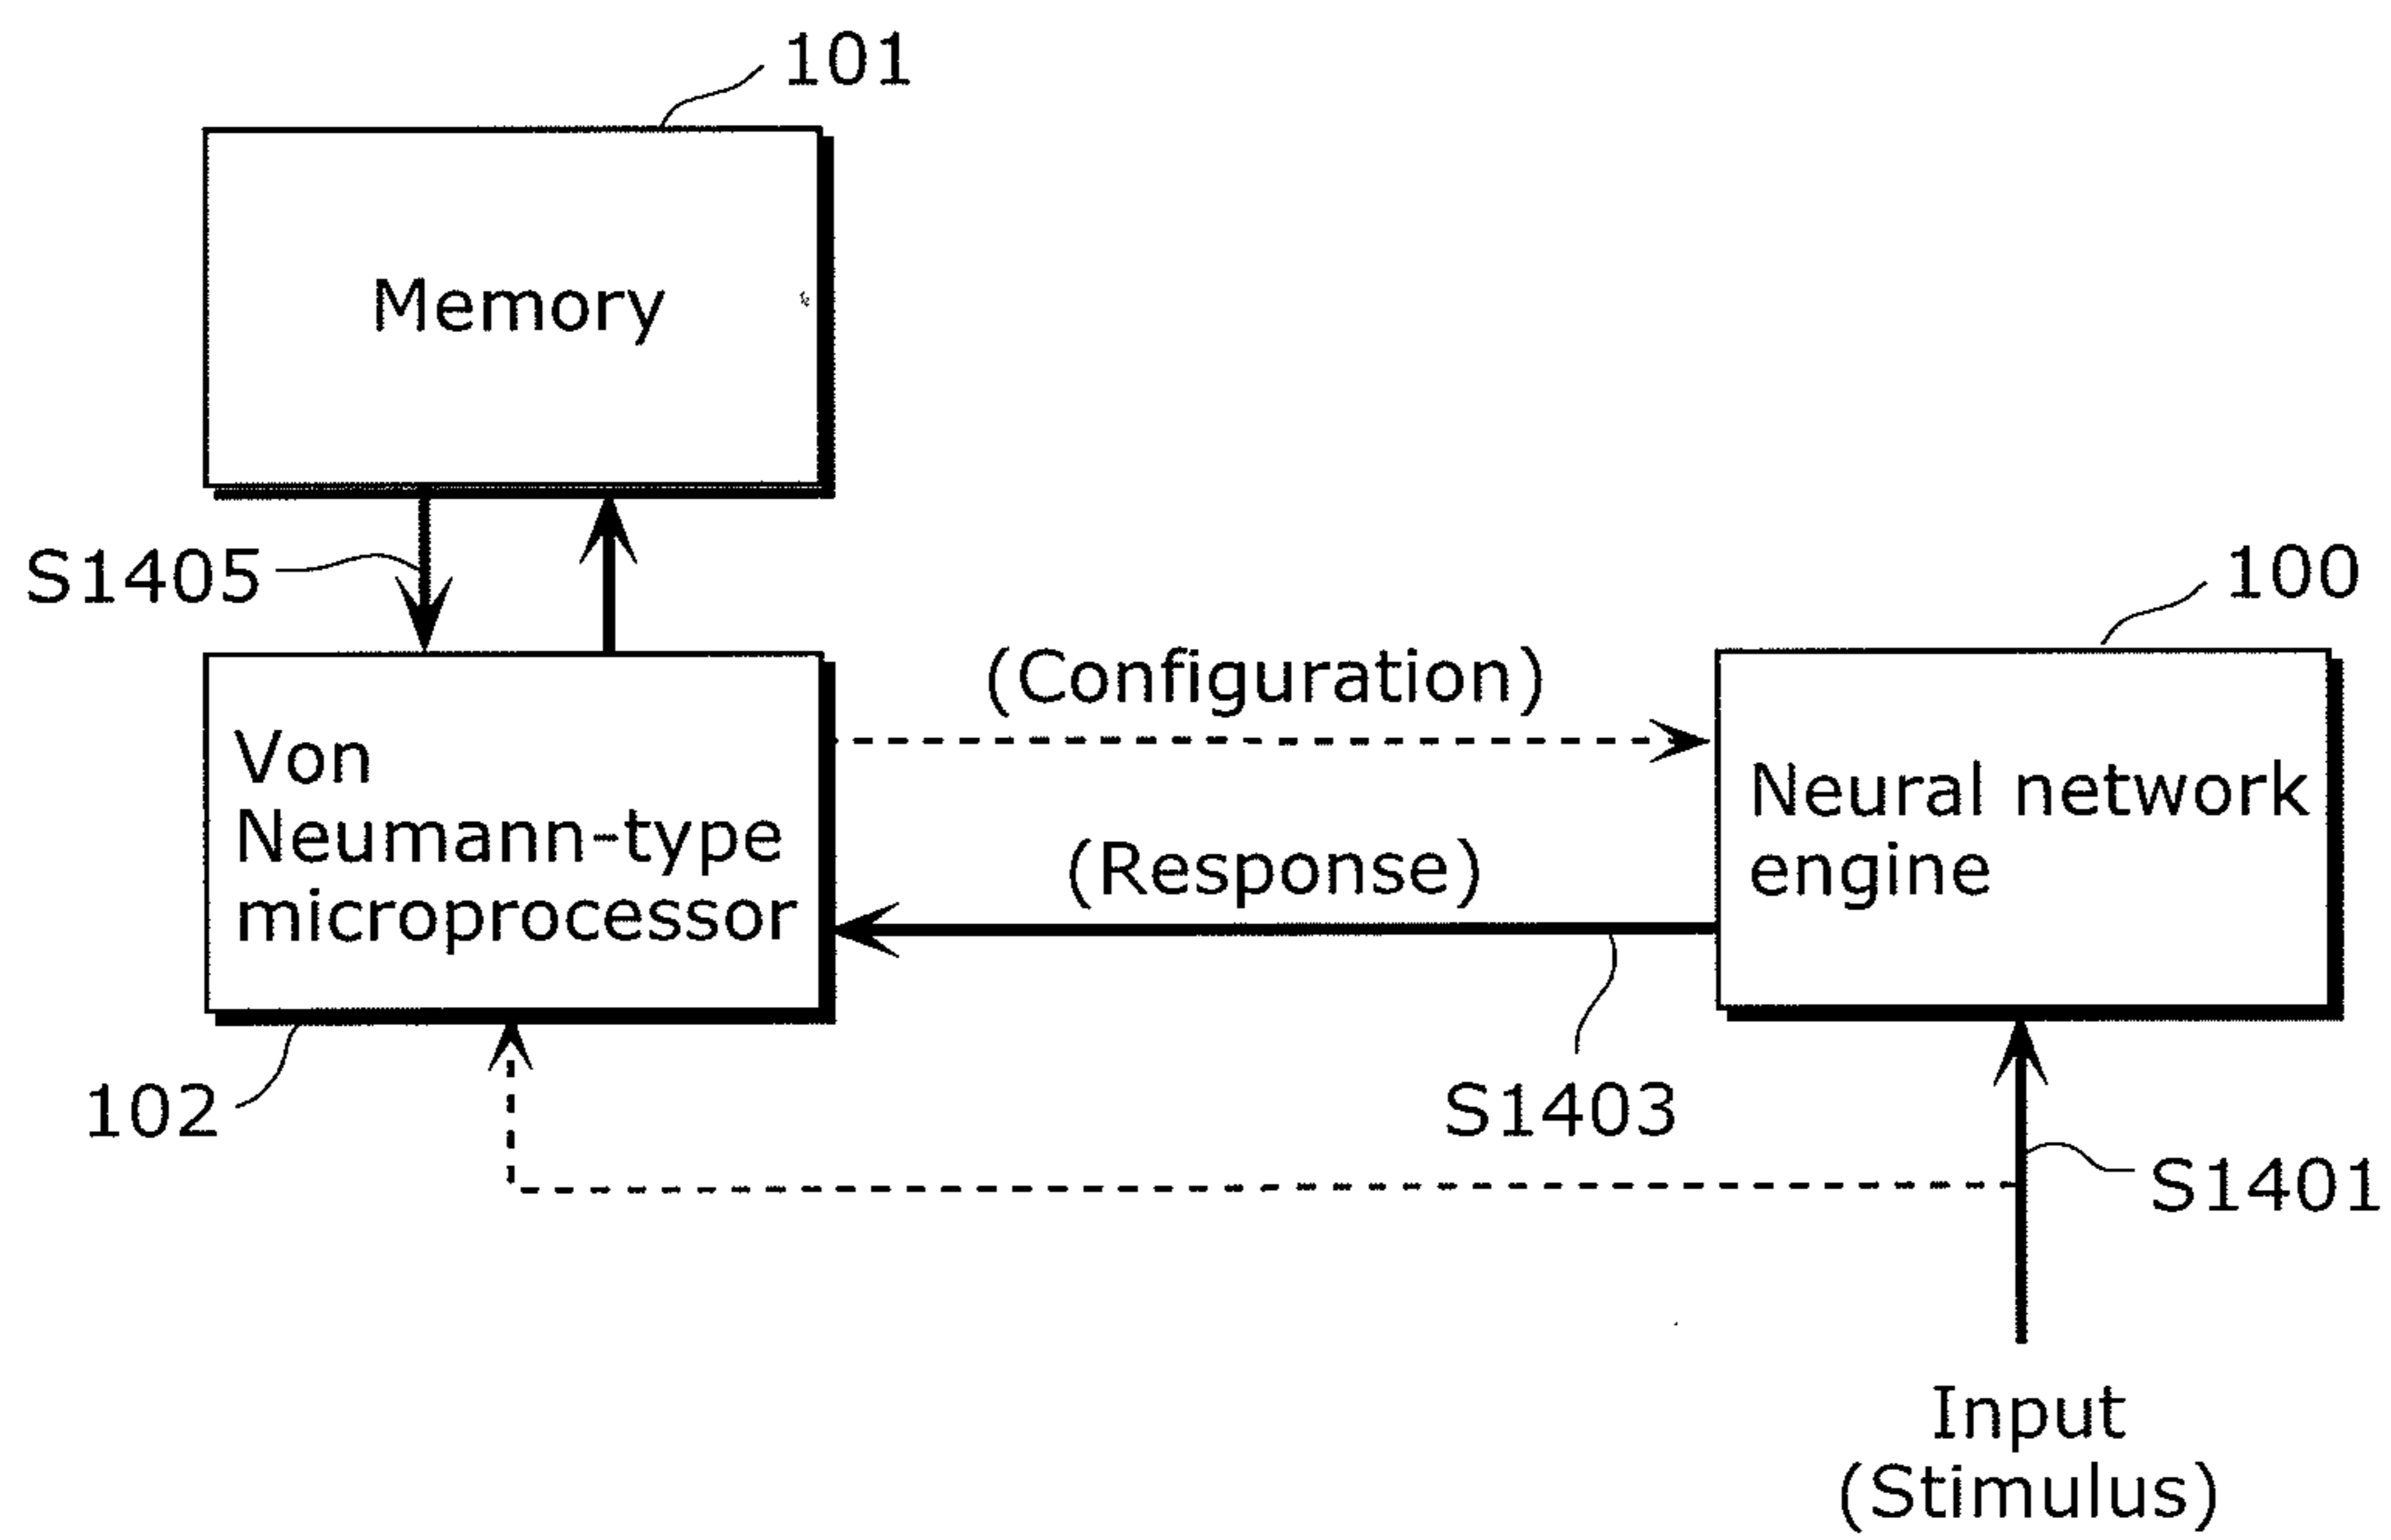 101
Memory
S1405
100
(Configuration)
Von
Neumann-type
microprocessor
Neural network
engine
(Response)
102
S1403
S1401
Input
(Stimulus)